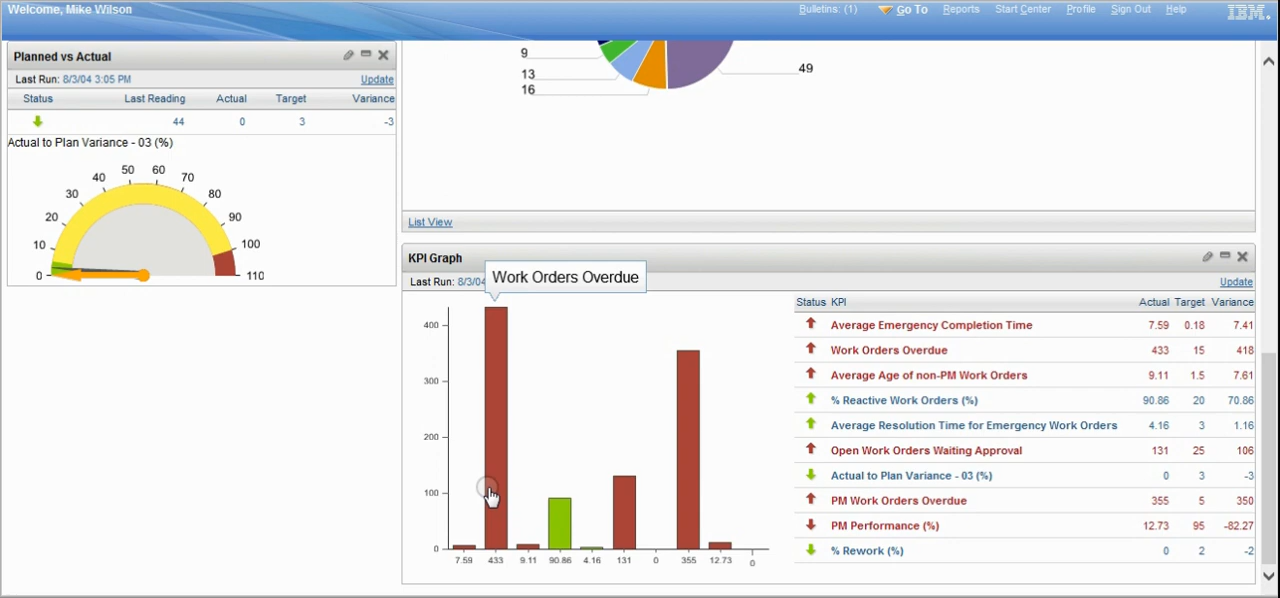 Welcome, Mike Wilson
Bulletins: (1) Go To Reports Start Center Profile Sign Out Help IBM.
Planned vs Actual
Last Run: 8/3/04 3:05 PM Update
Status Last Reading Actual Target Variance
44 0 3 -3
Actual to Plan Variance - 03 (%)
0 10 20 30 40 50 60 70 80 90 100 110
9
13
16
49
List View
KPI Graph
Last Run: 8/3/04 Update
Work Orders Overdue
400
300
200
100
0
7.59 433 9.11 90.86 4.16 131 0 355 12.73 0
Status KPI Actual Target Variance
Average Emergency Completion Time 7.59 0.18 7.41
Work Orders Overdue 433 15 418
Average Age of non-PM Work Orders 9.11 1.5 7.61
% Reactive Work Orders (%) 90.86 20 70.86
Average Resolution Time for Emergency Work Orders 4.16 3 1.16
Open Work Orders Waiting Approval 131 25 106
Actual to Plan Variance - 03 (%) 0 3 -3
PM Work Orders Overdue 355 5 350
PM Performance (%) 12.73 95 -82.27
% Rework (%) 0 2 -2